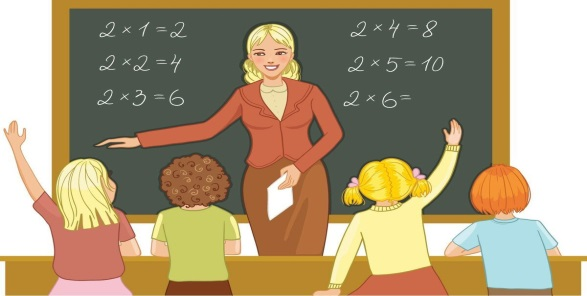 2 × 1 = 2
2 × 2 = 4
2 × 3 = 6
2 × 4 = 8
2 × 5 = 10
2 × 6 =